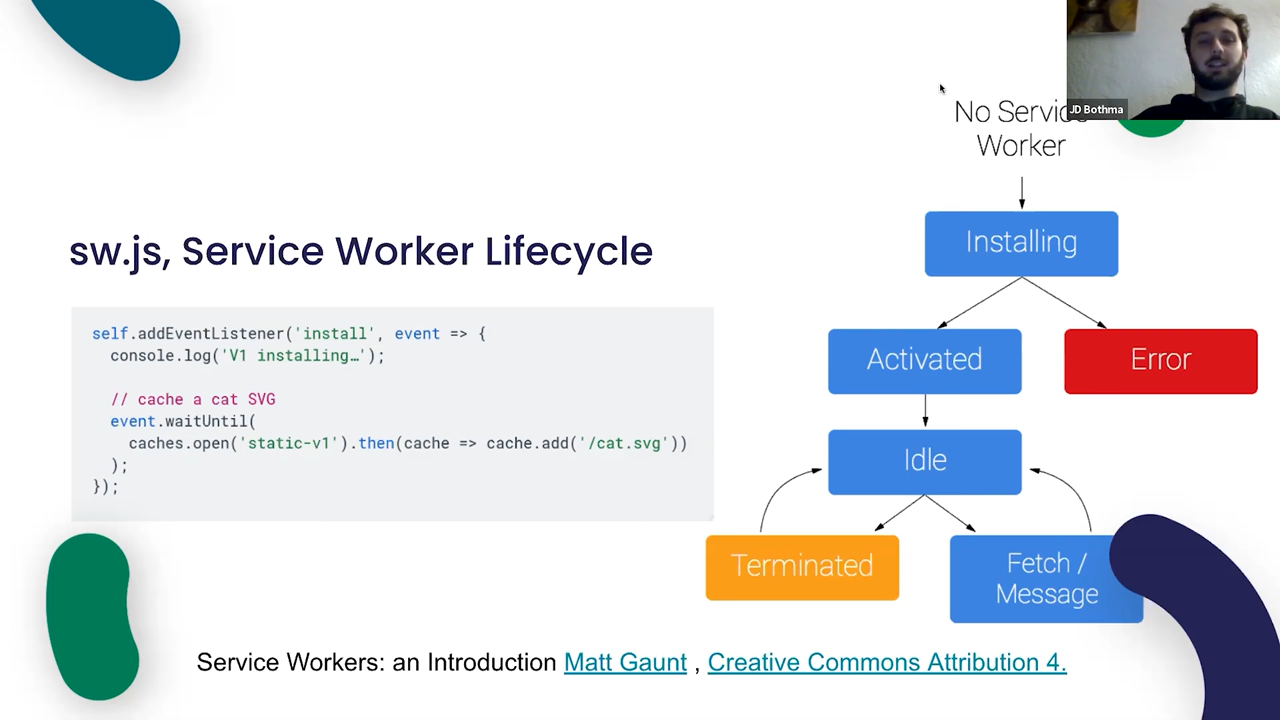 JD Bothma
No Service
Worker
Installing
Activated
Error
Idle
Terminated
Fetch /
Message
sw.js, Service Worker Lifecycle
self.addEventListener('install', event => {
console.log('V1 installing…');
// cache a cat SVG
event.waitUntil(
caches.open('static-v1').then(cache => cache.add('/cat.svg'))
);
});
Service Workers: an Introduction Matt Gaunt , Creative Commons Attribution 4.